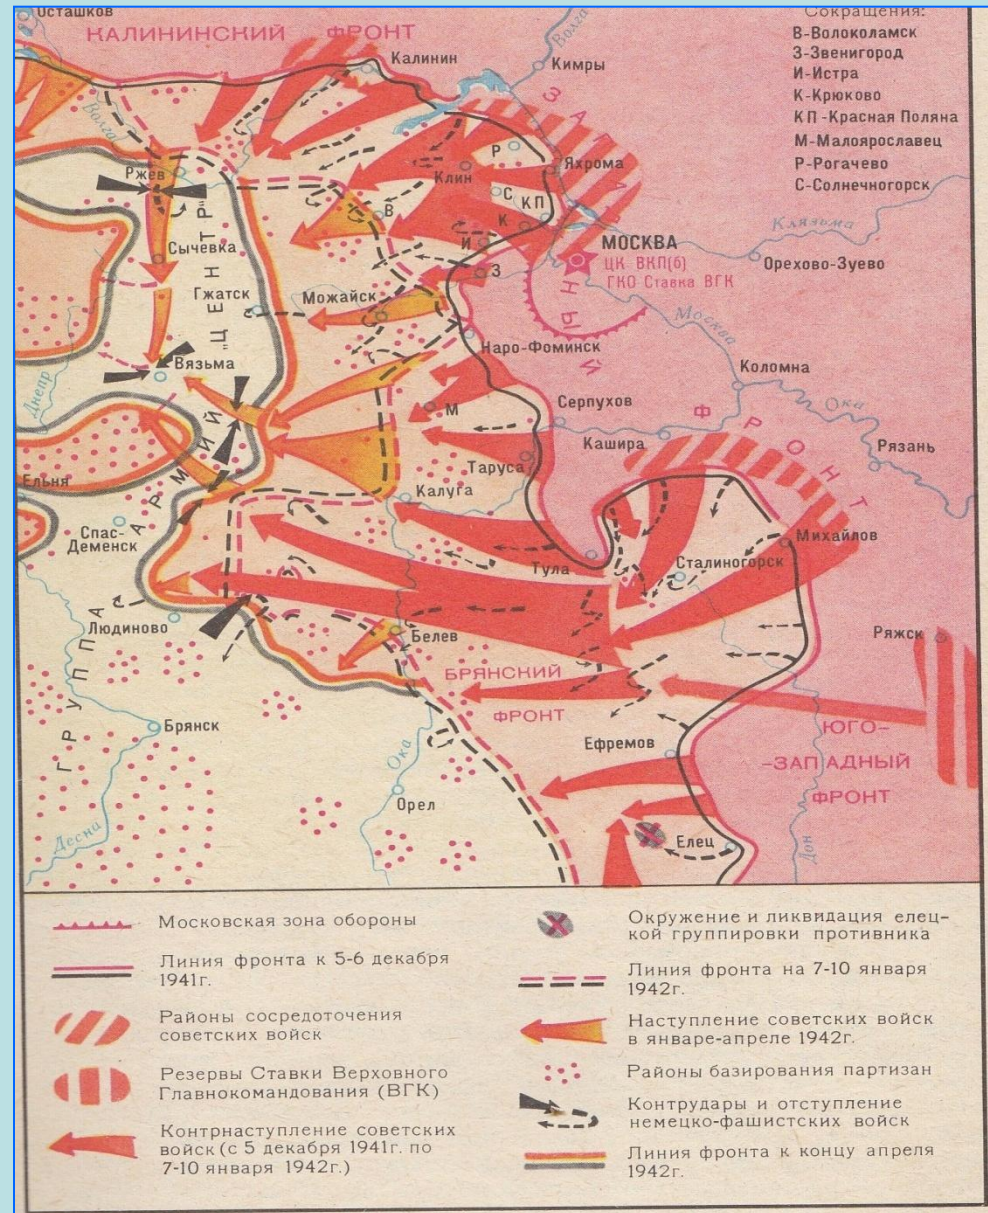 Осташков
КАЛИНИНСКИЙ ФРОНТ
Калинин
Волга
Кимры
Сокращения:
В-Волоколамск
З-Звенигород
И-Истра
К-Крюково
КП-Красная Поляна
М-Малоярославец
Р-Рогачево
С-Солнечногорск
Волга
Ржев
Клин
Р
Яхрома
С
КП
В
К
И
З
Клязьма
МОСКВА
ЦК ВКП(б)
ГКО Ставка ВГК
Орехово-Зуево
Сычевка
Гжатск
Можайск
Москва
Наро-Фоминск
Вязьма
Днепр
Коломна
Ока
М
Серпухов
Кашира
Рязань
ЗАПАДНЫЙ ФРОНТ
Таруса
Ельня
Калуга
Спас-
Деменск
Тула
Сталиногорск
Михайлов
Людиново
Белев
Ряжск
БРЯНСКИЙ
ФРОНТ
ГРУППА АРМИЙ "ЦЕНТР"
Брянск
Ефремов
ЮГО-
-ЗАПАДНЫЙ
ФРОНТ
Ока
Орел
Десна
Елец
Дон
Московская зона обороны
Линия фронта к 5-6 декабря
1941г.
Районы сосредоточения
советских войск
Резервы Ставки Верховного
Главнокомандования (ВГК)
Контрнаступление советских
войск (с 5 декабря 1941г. по
7-10 января 1942г.)
Окружение и ликвидация елец-
кой группировки противника
Линия фронта на 7-10 января
1942г.
Наступление советских войск
в январе-апреле 1942г.
Районы базирования партизан
Контрудары и отступление
немецко-фашистских войск
Линия фронта к концу апреля
1942г.